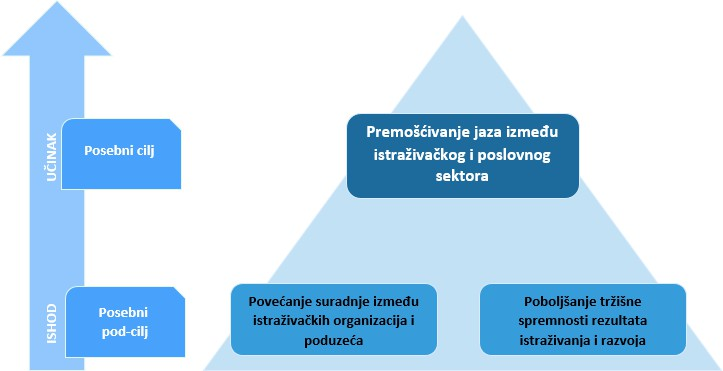 UČINAK
Posebni cilj
Premošćivanje jaza između
istraživačkog i poslovnog
sektora
ISHOD
Posebni
pod-cilj
Povećanje suradnje između
istraživačkih organizacija i
poduzeća
Poboljšanje tržišne
spremnosti rezultata
istraživanja i razvoja